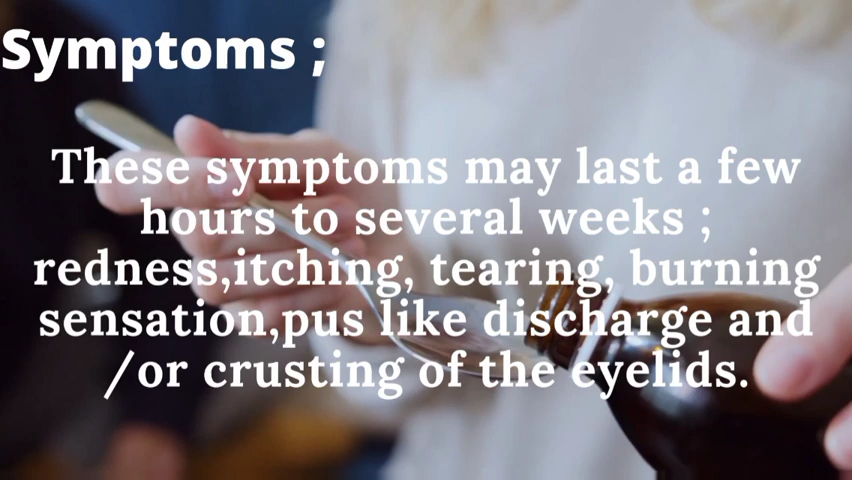 Symptoms ;
These symptoms may last a few
hours to several weeks ;
redness,itching, tearing, burning
sensation,pus like discharge and
/or crusting of the eyelids.